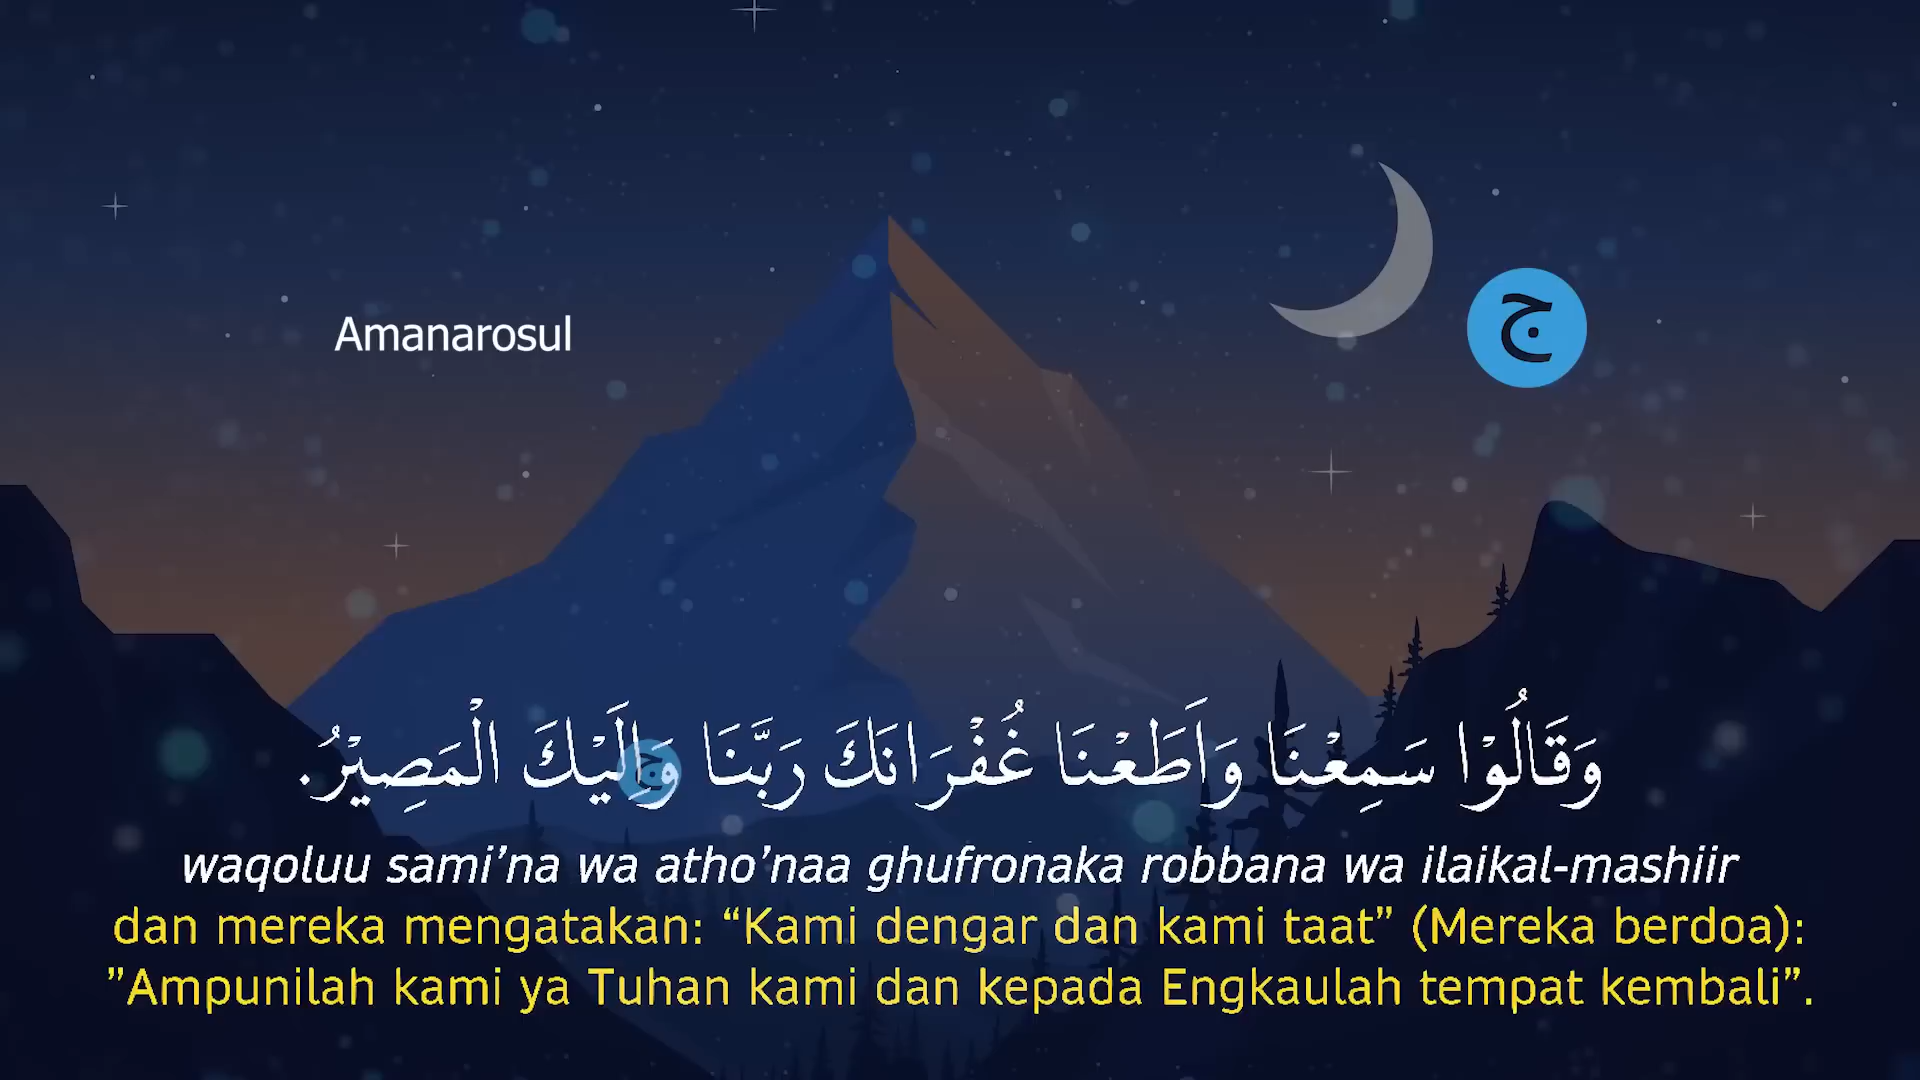 Amanarosul
ج
وَقَالُوْا سَمِعْنَا وَاَطَعْنَا غُفْرَانَكَ رَبَّنَا وَاِلَيْكَ الْمَصِيْرُ.
ج
waqoluu sami’na wa atho’naa ghufronaka robbana wa ilaikal-mashiir
dan mereka mengatakan: “Kami dengar dan kami taat” (Mereka berdoa):
”Ampunilah kami ya Tuhan kami dan kepada Engkaulah tempat kembali”.